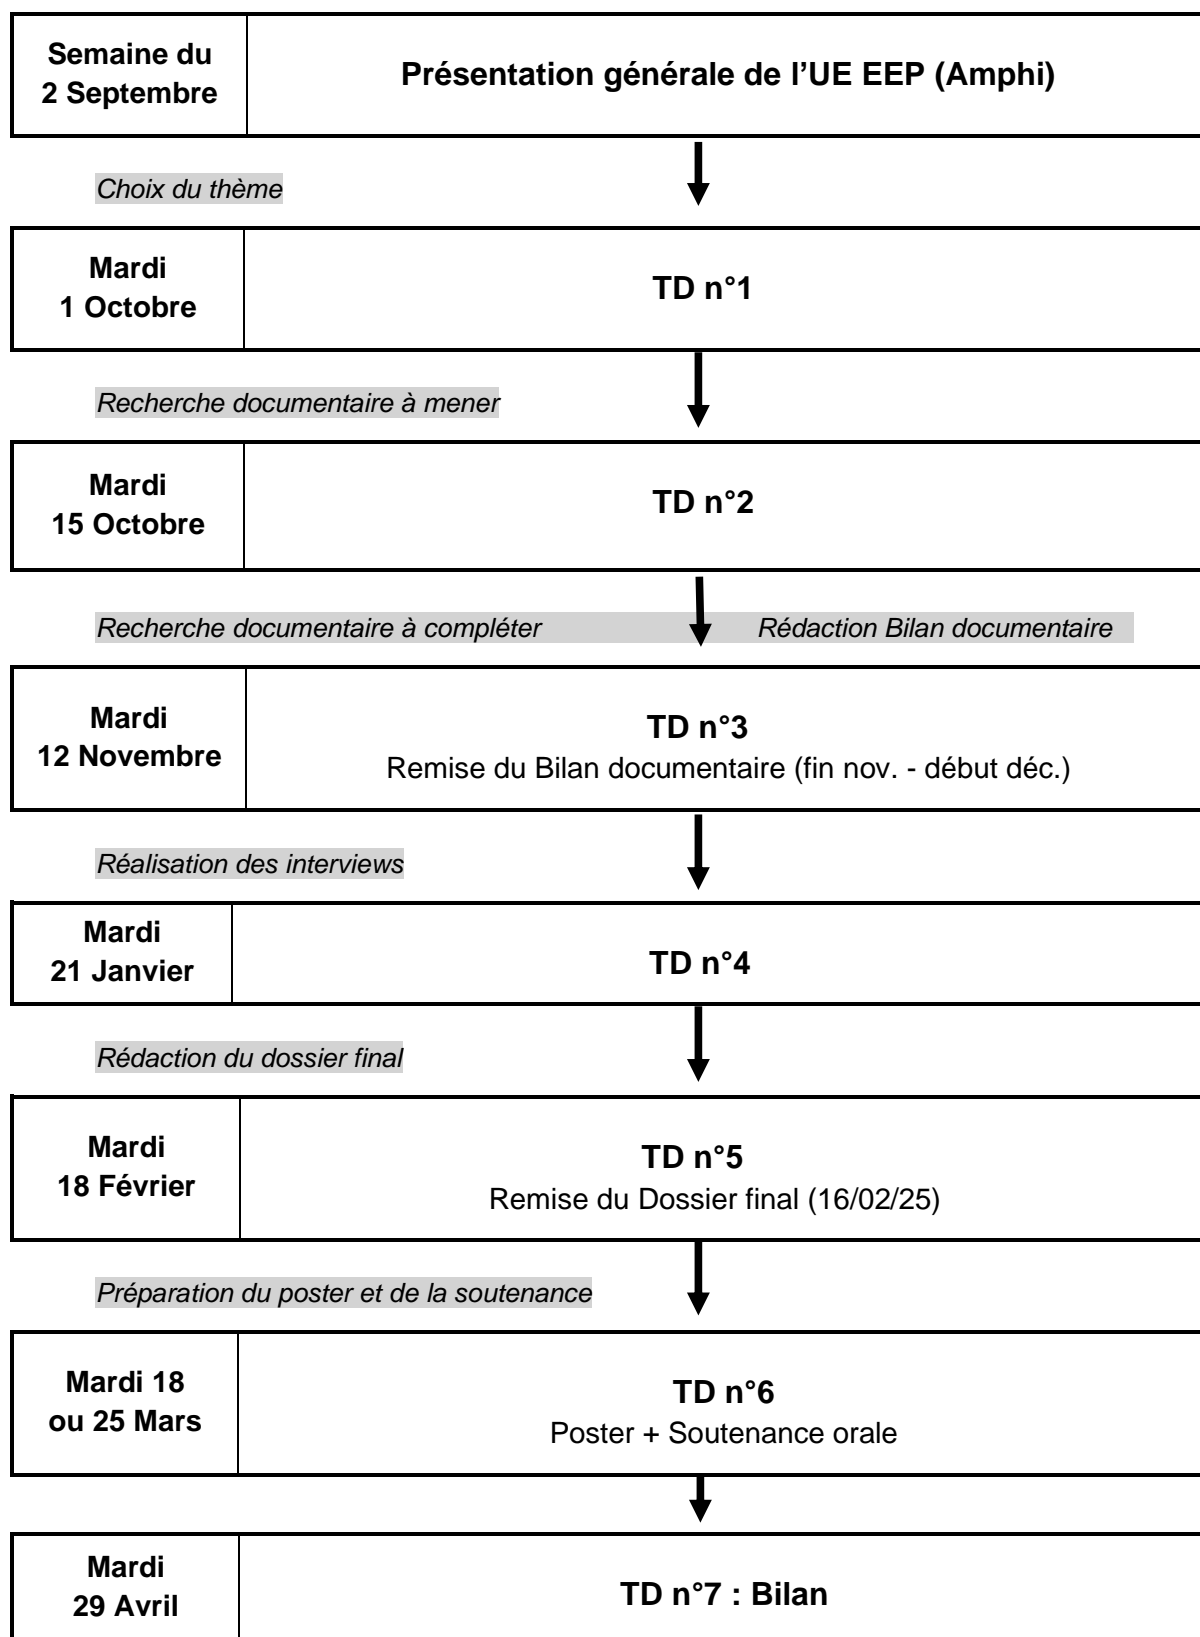 Semaine du
2 Septembre
Présentation générale de l’UE EEP (Amphi)
Choix du thème
Mardi
1 Octobre
TD n°1
Recherche documentaire à mener
Mardi
15 Octobre
TD n°2
Recherche documentaire à compléter Rédaction Bilan documentaire
Mardi
12 Novembre
TD n°3
Remise du Bilan documentaire (fin nov. - début déc.)
Réalisation des interviews
Mardi
21 Janvier
TD n°4
Rédaction du dossier final
Mardi
18 Février
TD n°5
Remise du Dossier final (16/02/25)
Préparation du poster et de la soutenance
Mardi 18
ou 25 Mars
TD n°6
Poster + Soutenance orale
Mardi
29 Avril
TD n°7 : Bilan